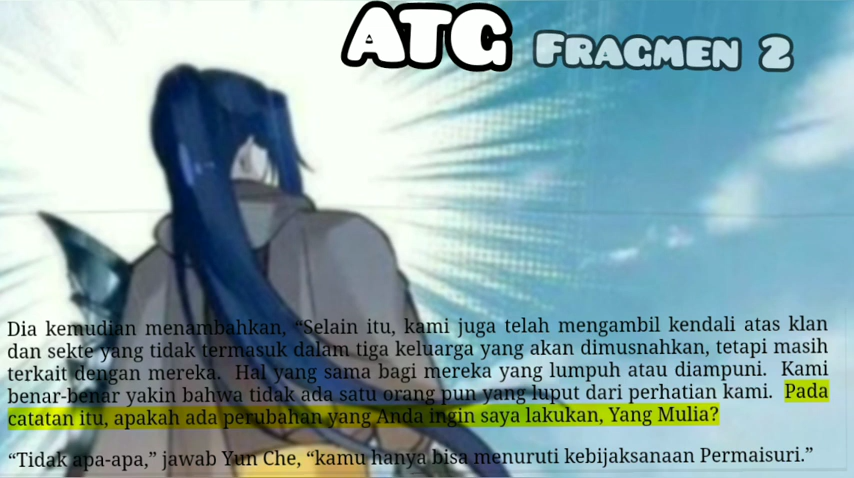 ATG FRAGMEN 2
Dia kemudian menambahkan, “Selain itu, kami juga telah mengambil kendali atas klan
dan sekte yang tidak termasuk dalam tiga keluarga yang akan dimusnahkan, tetapi masih
terkait dengan mereka. Hal yang sama bagi mereka yang lumpuh atau diampuni. Kami
benar-benar yakin bahwa tidak ada satu orang pun yang luput dari perhatian kami. Pada
catatan itu, apakah ada perubahan yang Anda ingin saya lakukan, Yang Mulia?
“Tidak apa-apa,” jawab Yun Che, “kamu hanya bisa menuruti kebijaksanaan Permaisuri.”